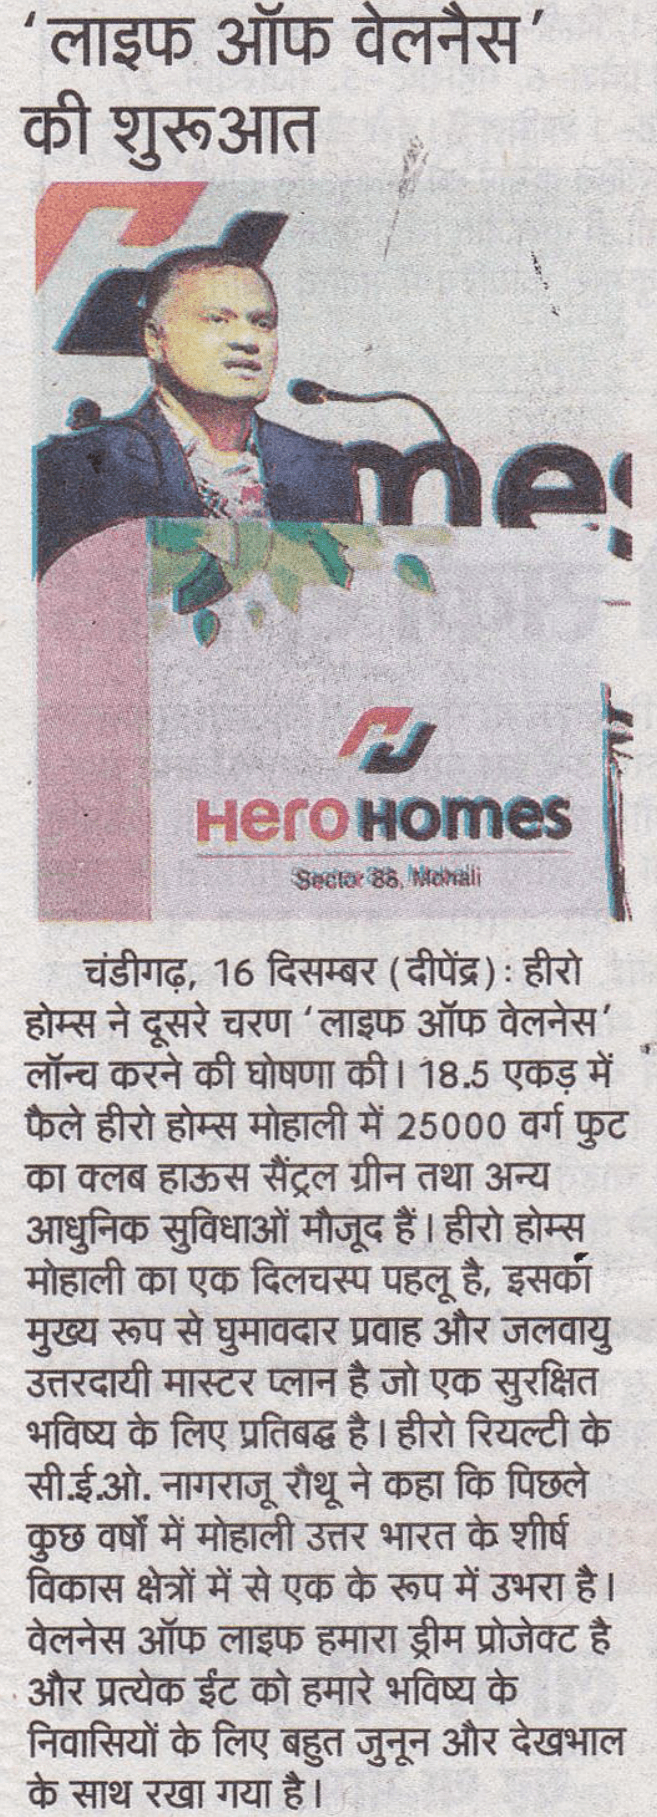 ‘लाइफ ऑफ वेलनैस’
की शुरूआत
mes
Hero Homes
Sector 88, Mohali
चंडीगढ़, 16 दिसम्बर (दीपेंद्र) : हीरो
होम्स ने दूसरे चरण ‘लाइफ ऑफ वेलनेस’
लॉन्च करने की घोषणा की। 18.5 एकड़ में
फैले हीरो होम्स मोहाली में 25000 वर्ग फुट
का क्लब हाऊस सैंट्रल ग्रीन तथा अन्य
आधुनिक सुविधाओं मौजूद हैं। हीरो होम्स
मोहाली का एक दिलचस्प पहलू है, इसका
मुख्य रूप से घुमावदार प्रवाह और जलवायु
उत्तरदायी मास्टर प्लान है जो एक सुरक्षित
भविष्य के लिए प्रतिबद्ध है। हीरो रियल्टी के
सी.ई.ओ. नागराजू रौथू ने कहा कि पिछले
कुछ वर्षों में मोहाली उत्तर भारत के शीर्ष
विकास क्षेत्रों में से एक के रूप में उभरा है।
वेलनेस ऑफ लाइफ हमारा ड्रीम प्रोजेक्ट है
और प्रत्येक ईंट को हमारे भविष्य के
निवासियों के लिए बहुत जुनून और देखभाल
के साथ रखा गया है।